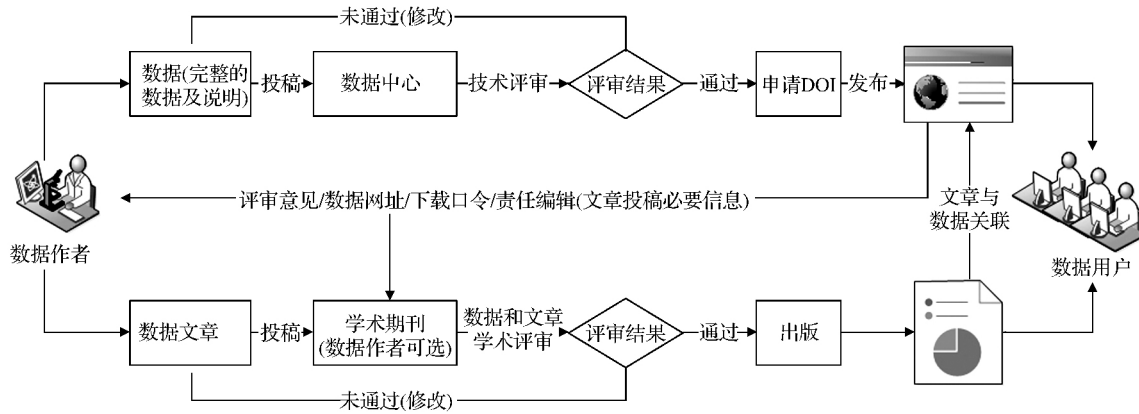 未通过(修改)
数据(完整的
数据及说明)
投稿
数据中心
技术评审
评审结果
通过
申请DOI
发布
评审意见/数据网址/下载口令/责任编辑(文章投稿必要信息)
文章与
数据关联
数据作者
数据用户
数据文章
投稿
学术期刊
(数据作者可选)
数据和文章
学术评审
评审结果
通过
出版
未通过(修改)